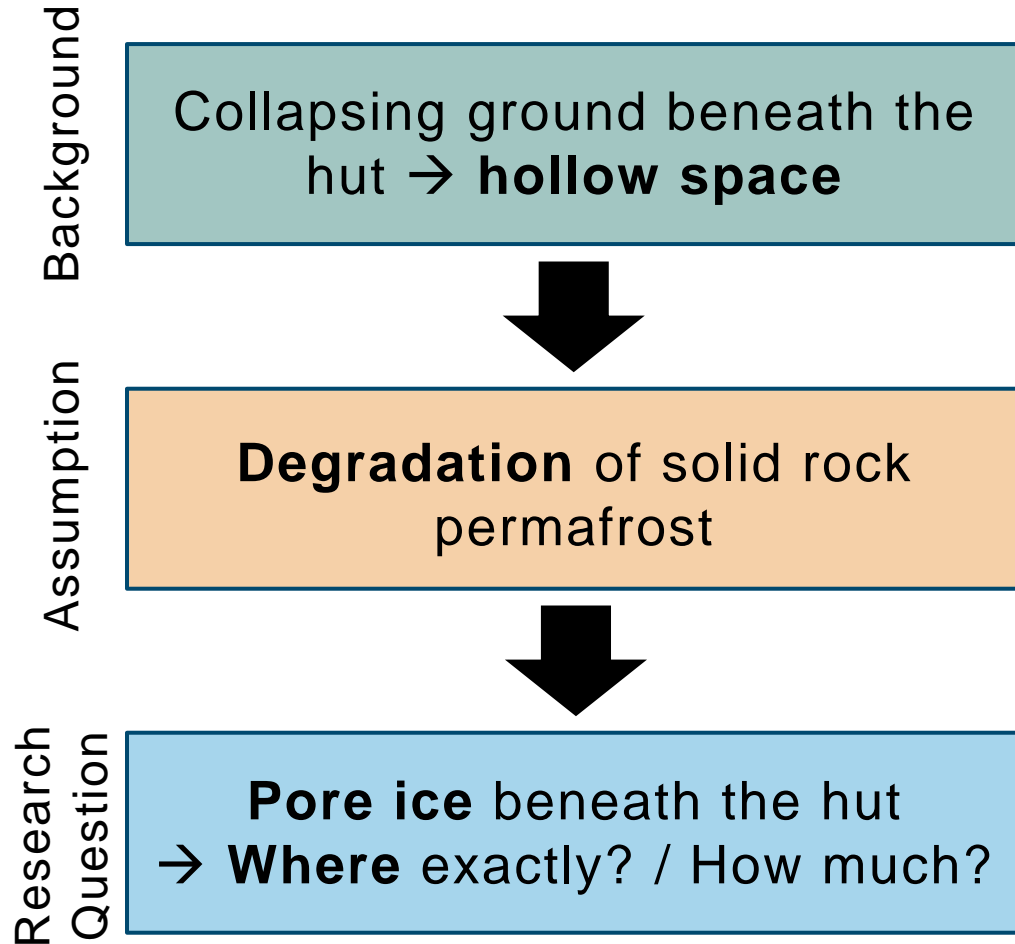 Background
Collapsing ground beneath the
hut → hollow space
Assumption
Degradation of solid rock
permafrost
Research
Question
Pore ice beneath the hut
→ Where exactly? / How much?